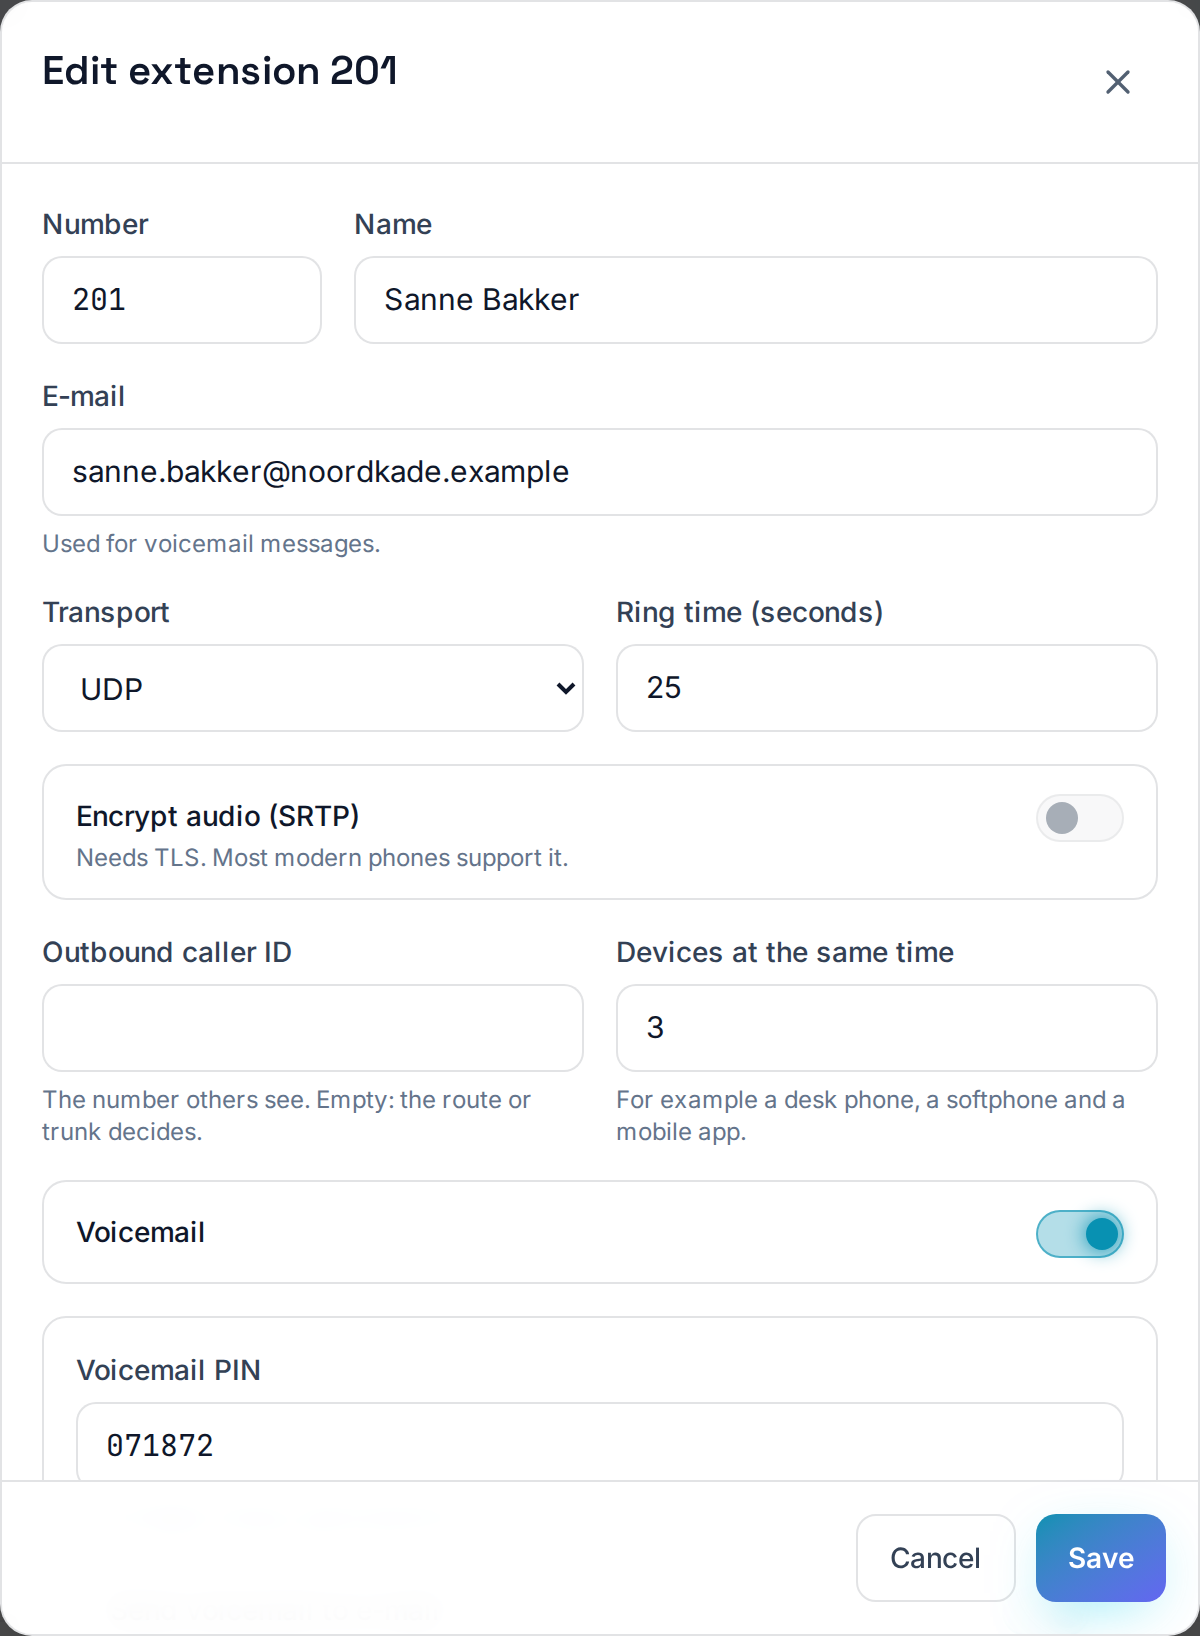 Edit extension 201
Number
Name
201
Sanne Bakker
E-mail
sanne.bakker@noordkade.example
Used for voicemail messages.
Transport
Ring time (seconds)
UDP
25
Encrypt audio (SRTP)
Needs TLS. Most modern phones support it.
Outbound caller ID
Devices at the same time
3
The number others see. Empty: the route or
trunk decides.
For example a desk phone, a softphone and a
mobile app.
Voicemail
Voicemail PIN
071872
Cancel
Save